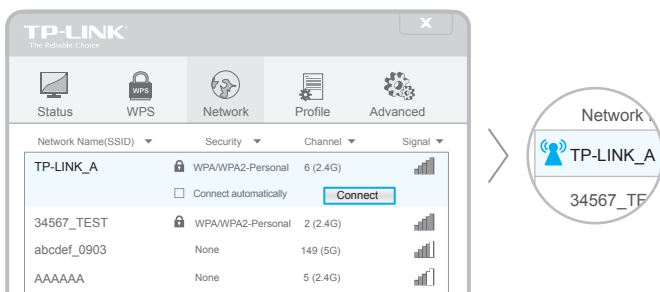 X
TP-LINK
The Reliable Choice
WPS
Status WPS Network Profile Advanced
Network Name(SSID) Security Channel Signal
TP-LINK_A WPA/WPA2-Personal 6 (2.4G)
Connect automatically Connect
34567_TEST WPA/WPA2-Personal 2 (2.4G)
abcdef_0903 None 149 (5G)
AAAAAA None 5 (2.4G)
Network
TP-LINK_A
34567_TE